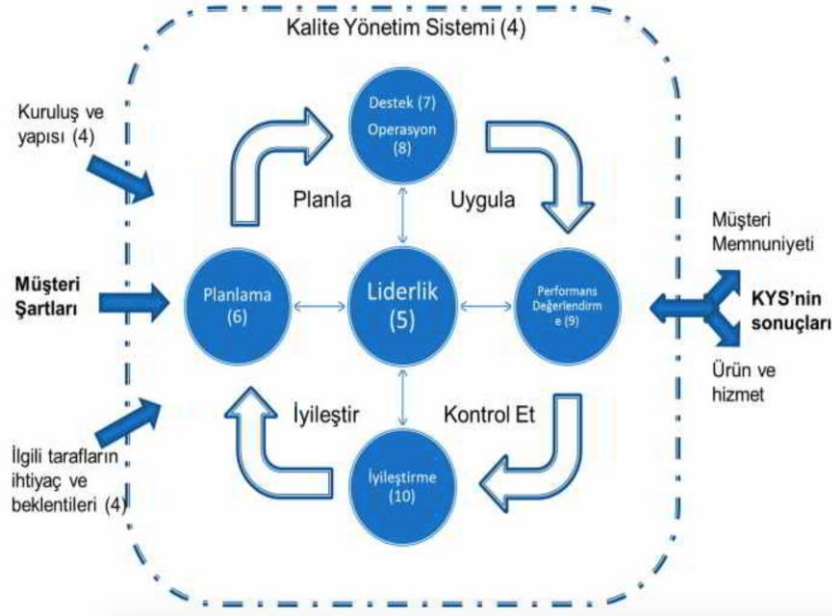 Kalite Yönetim Sistemi (4)
Kuruluş ve
yapısı (4)
Destek (7)
Operasyon
(8)
Planla
Uygula
Müşteri
Memnuniyeti
Müşteri
Şartları
Planlama
(6)
Liderlik
(5)
Performans
Değerlendirm
e (9)
KYS'nin
sonuçları
Ürün ve
hizmet
İyileştir
Kontrol Et
İlgili tarafların
ihtiyaç ve
beklentileri (4)
İyileştirme
(10)